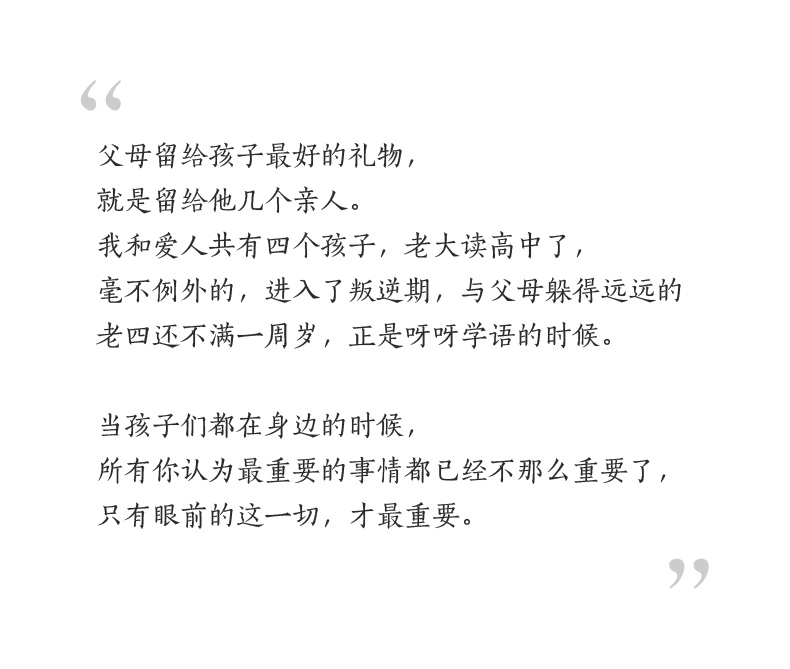 “
父母留给孩子最好的礼物，
就是留给他几个亲人。
我和爱人共有四个孩子，老大读高中了，
毫不例外的，进入了叛逆期，与父母躲得远远的
老四还不满一周岁，正是呀呀学语的时候。
当孩子们都在身边的时候，
所有你认为最重要的事情都已经不那么重要了，
只有眼前的这一切，才最重要。
”